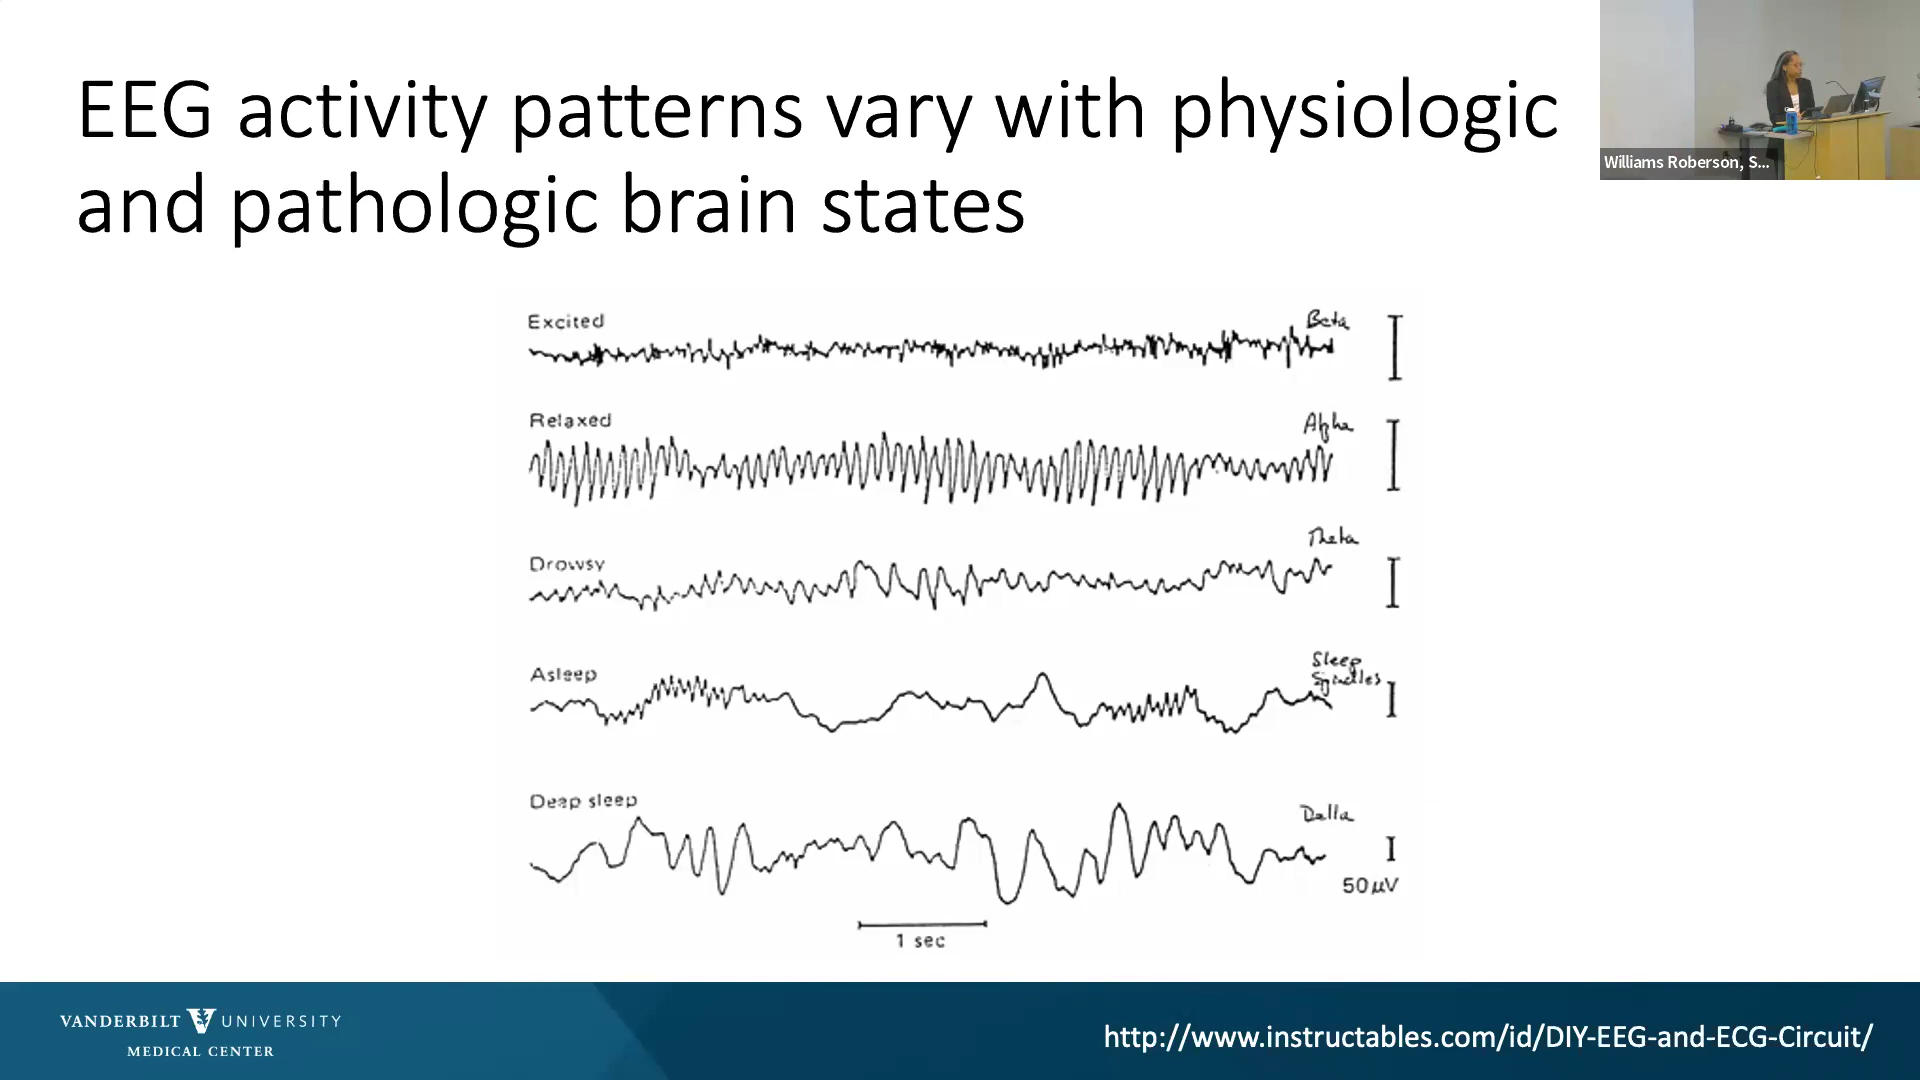 EEG activity patterns vary with physiologic
and pathologic brain states
Williams Roberson, S...
Excited
Beta
Relaxed
Alpha
Drowsy
Theta
Asleep
Sleep
Spindles
Deep sleep
Delta
50 µV
1 sec
VANDERBILT UNIVERSITY
MEDICAL CENTER
http://www.instructables.com/id/DIY-EEG-and-ECG-Circuit/